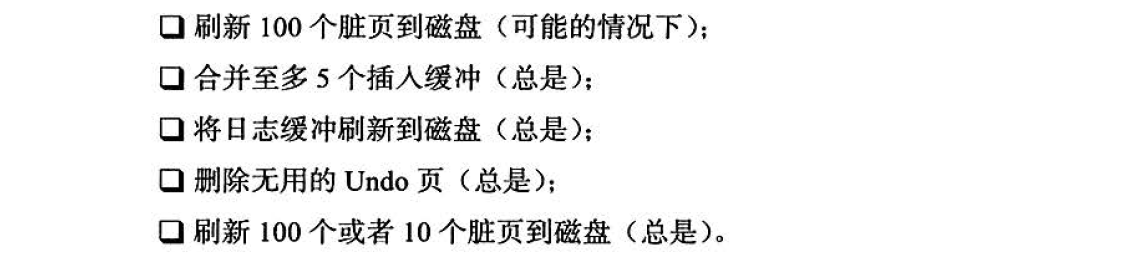 ❑ 刷新 100 个脏页到磁盘（可能的情况下）；
❑ 合并至多 5 个插入缓冲（总是）；
❑ 将日志缓冲刷新到磁盘（总是）；
❑ 删除无用的 Undo 页（总是）；
❑ 刷新 100 个或者 10 个脏页到磁盘（总是）。